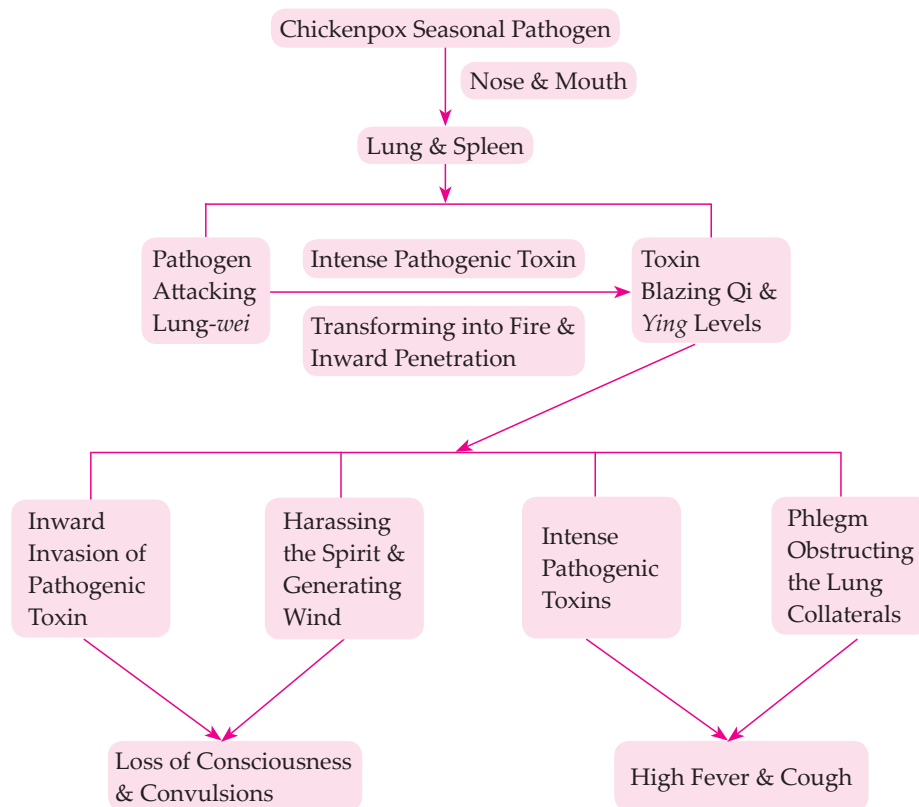 Chickenpox Seasonal Pathogen
Nose & Mouth
Lung & Spleen
Pathogen
Attacking
Lung-wei
Intense Pathogenic Toxin
Transforming into Fire &
Inward Penetration
Toxin
Blazing Qi &
Ying Levels
Inward
Invasion of
Pathogenic
Toxin
Harassing
the Spirit &
Generating
Wind
Intense
Pathogenic
Toxins
Phlegm
Obstructing
the Lung
Collaterals
Loss of Consciousness
& Convulsions
High Fever & Cough